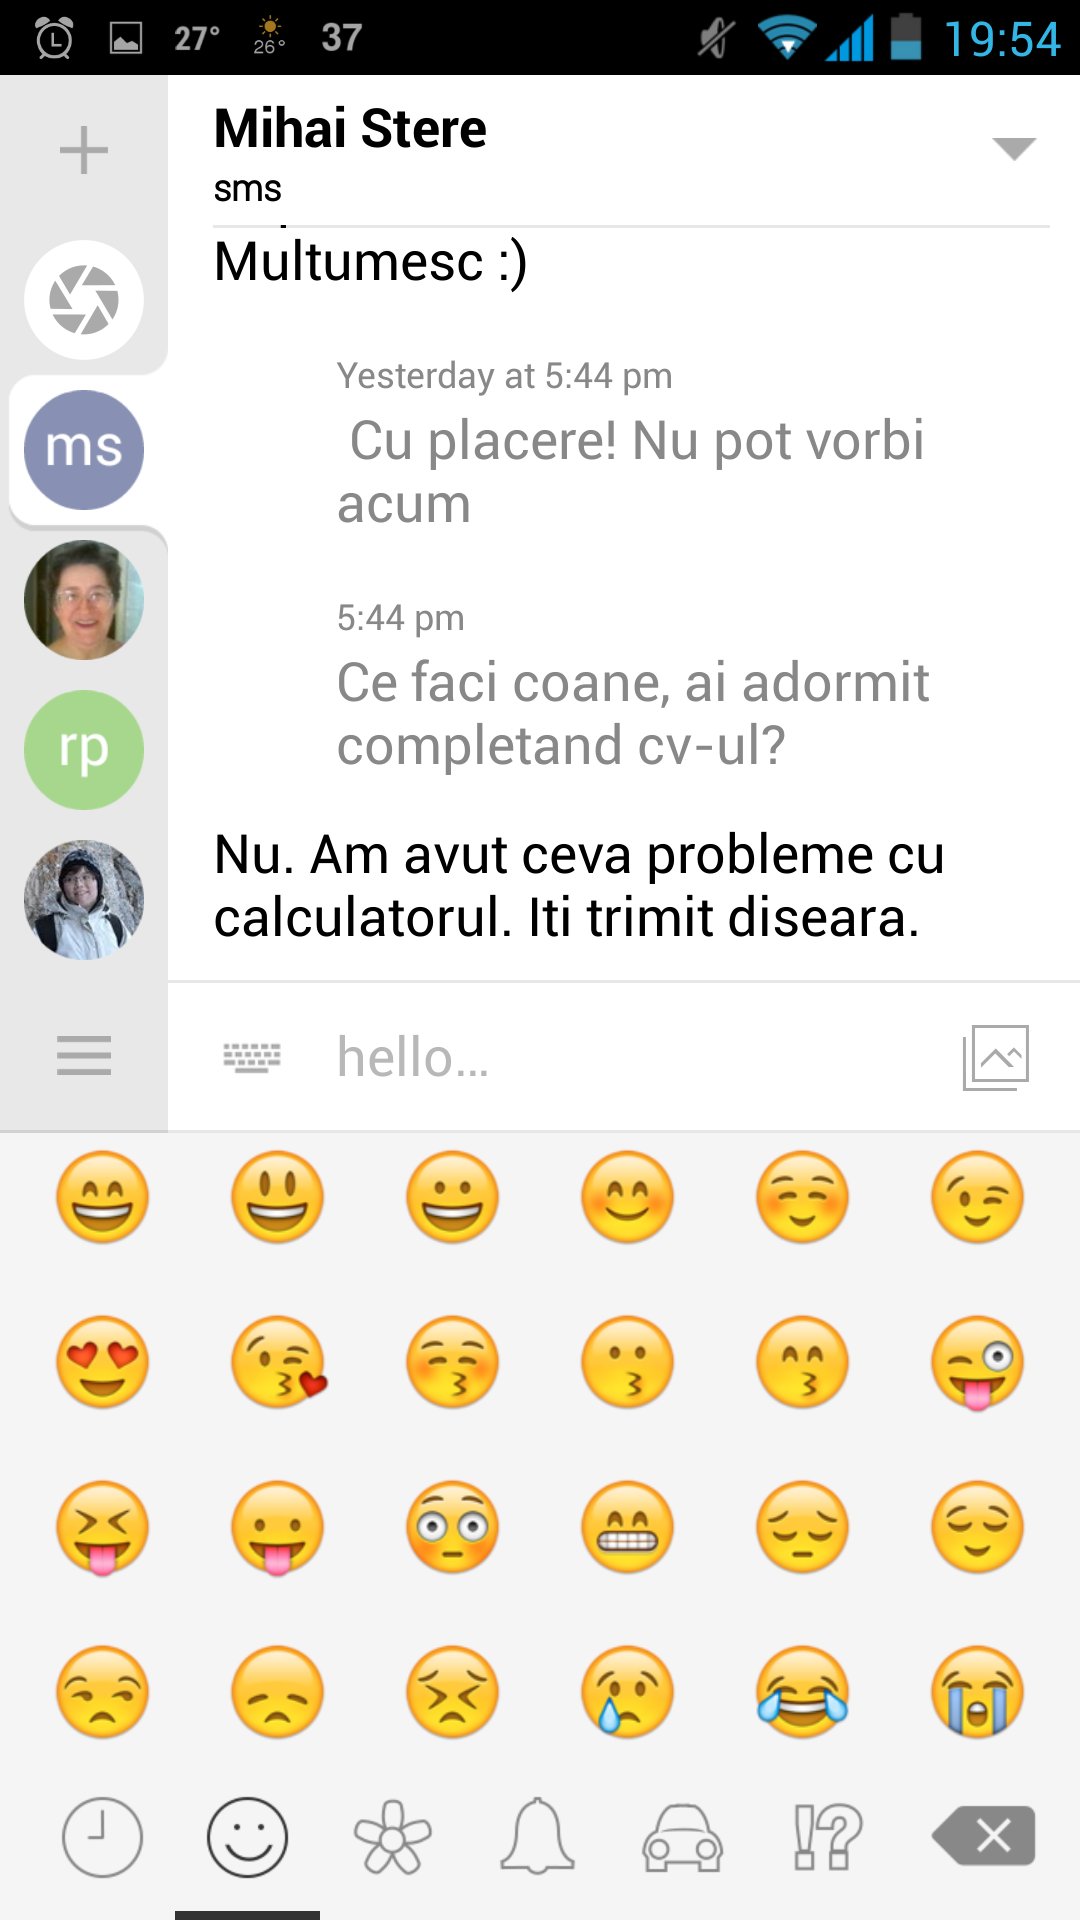 27° 26° 37 19:54
Mihai Stere
sms
Multumesc :)
Yesterday at 5:44 pm
Cu placere! Nu pot vorbi
acum
ms
5:44 pm
Ce faci coane, ai adormit
completand cv-ul?
rp
Nu. Am avut ceva probleme cu
calculatorul. Iti trimit diseara.
hello...
!?